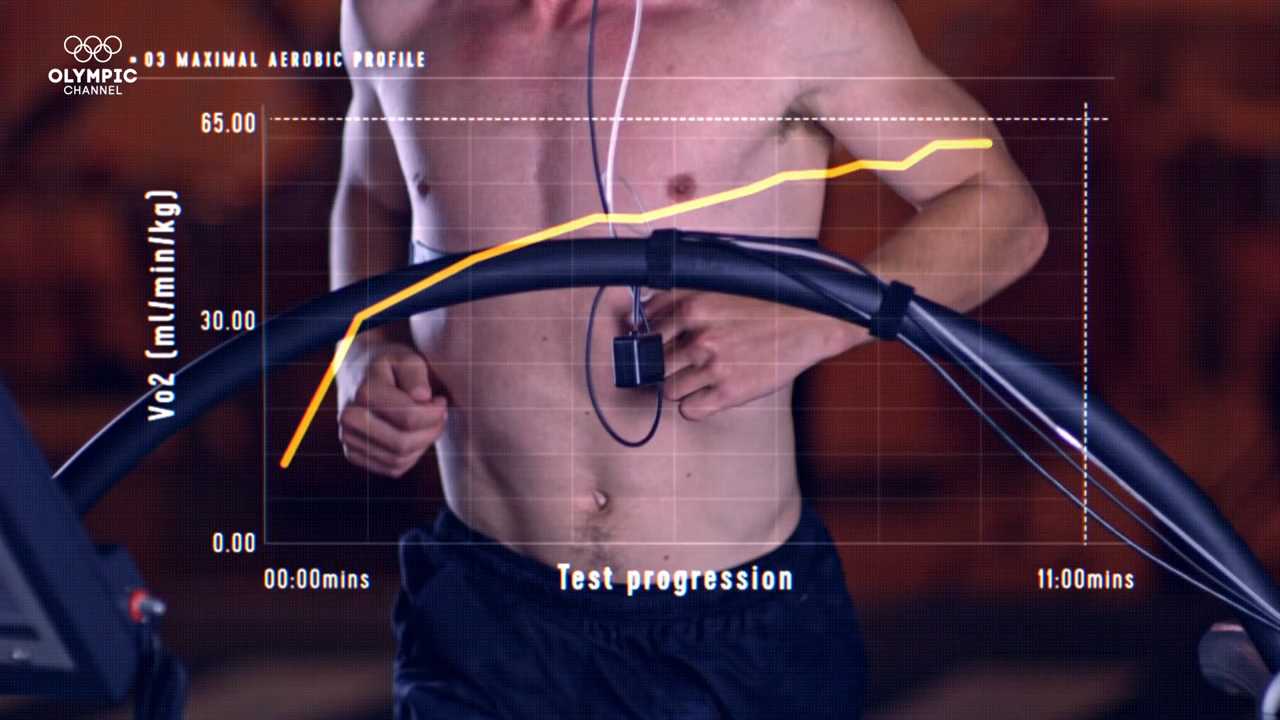 OLYMPIC
CHANNEL
03 MAXIMAL AEROBIC PROFILE
65.00
Vo2 (ml/min/kg)
30.00
0.00
00:00mins
Test progression
11:00mins